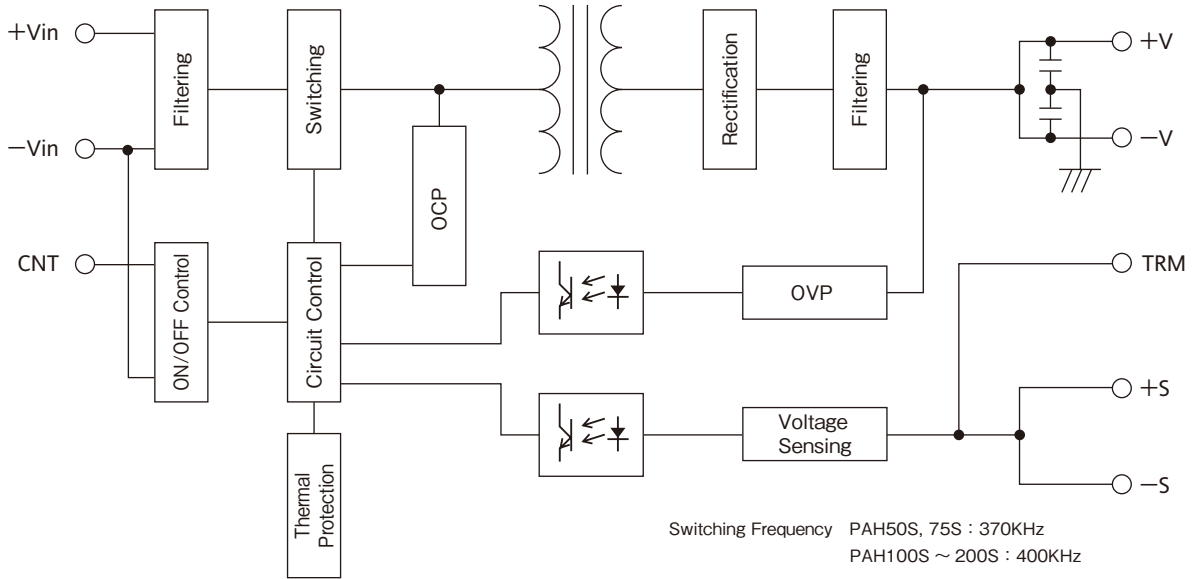 +Vin
−Vin
CNT
Filtering
Switching
OCP
Rectification
Filtering
+V
−V
TRM
ON/OFF Control
Circuit Control
OVP
Voltage
Sensing
+S
−S
Thermal
Protection
Switching Frequency PAH50S, 75S : 370KHz
PAH100S ~ 200S : 400KHz